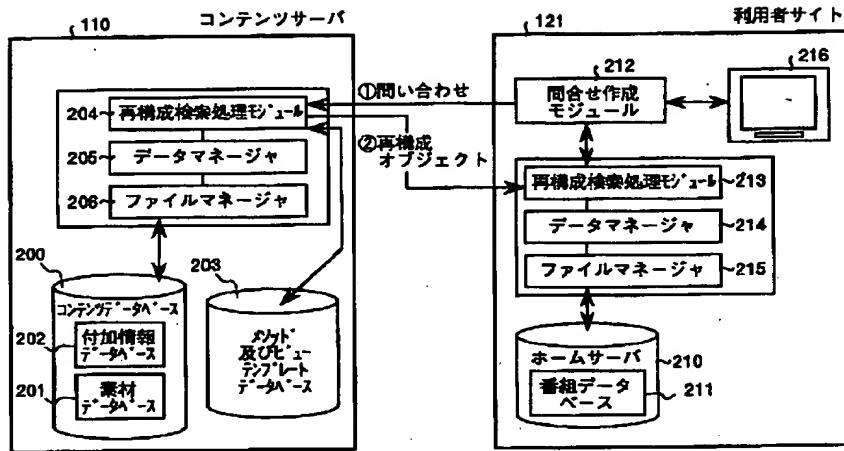 110
コンテンツサーバ
204
再構成検索処理モジュール
205
データマネージャ
206
ファイルマネージャ
200
コンテンツデータベース
202
付加情報
データベース
201
素材
データベース
203
メソッド
及びビュー
テンプレート
データベース
①問い合わせ
②再構成
オブジェクト
121
利用者サイト
212
問合せ作成
モジュール
216
再構成検索処理モジュール
213
データマネージャ
214
ファイルマネージャ
215
ホームサーバ
210
番組データ
ベース
211